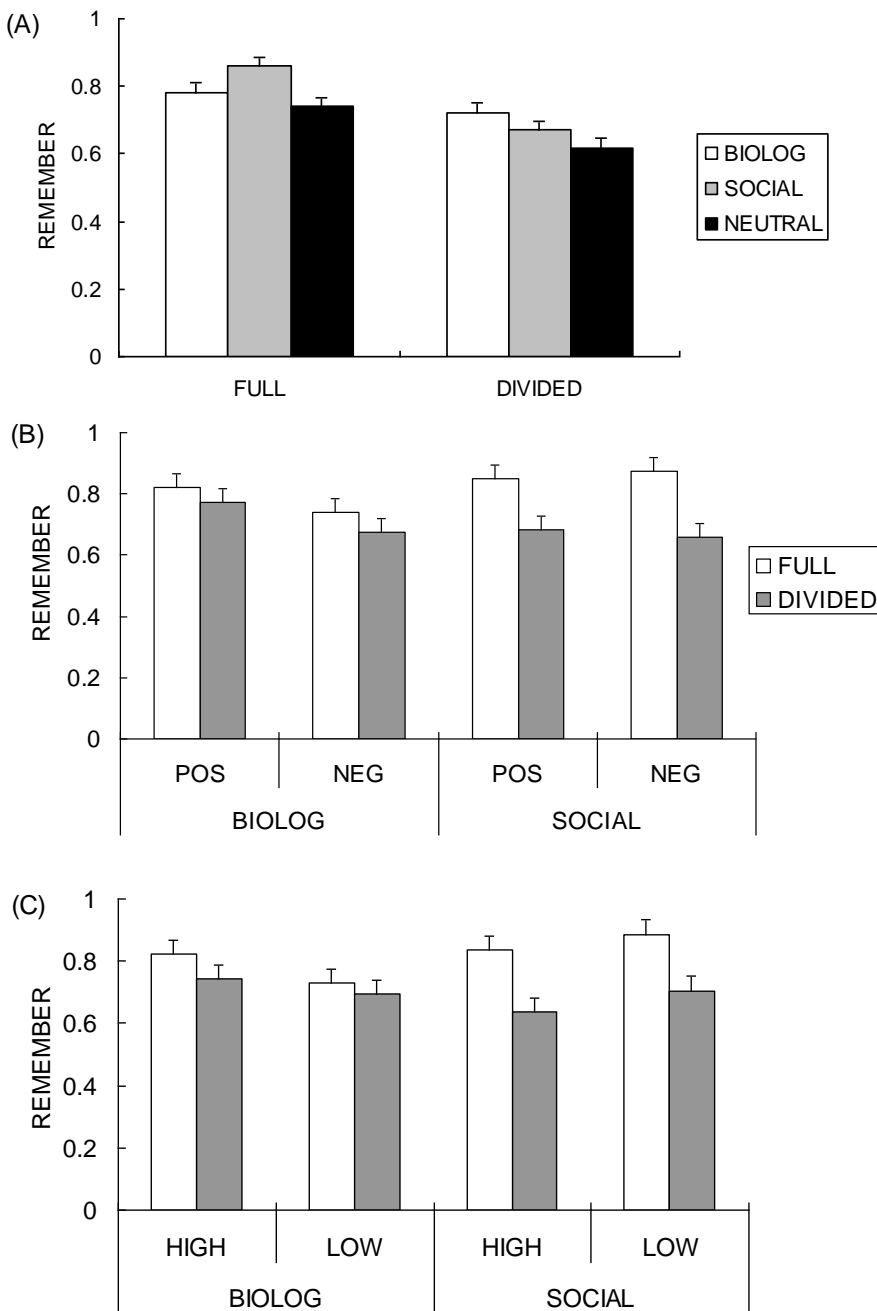 (A)
1
0.8
0.6
0.4
0.2
0
REMEMBER
FULL DIVIDED
BIOLOG
SOCIAL
NEUTRAL
(B)
1
0.8
0.6
0.4
0.2
0
REMEMBER
POS NEG POS NEG
BIOLOG SOCIAL
FULL
DIVIDED
(C)
1
0.8
0.6
0.4
0.2
0
REMEMBER
HIGH LOW HIGH LOW
BIOLOG SOCIAL